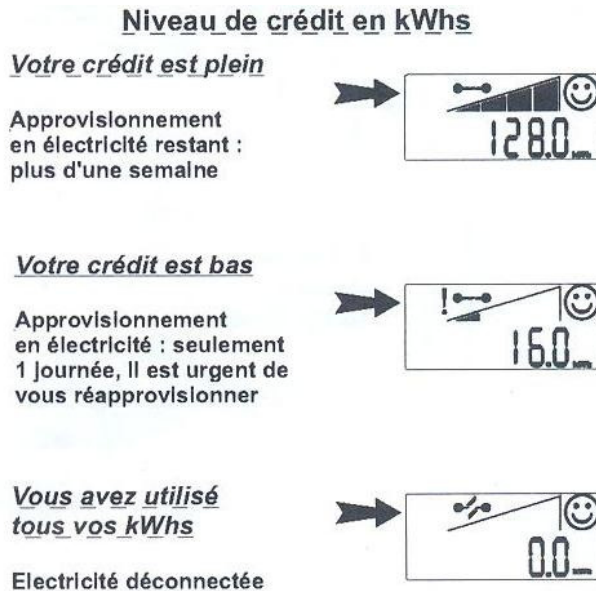 Niveau de crédit en kWhs
Votre crédit est plein
Approvisionnement
en électricité restant :
plus d'une semaine
128.0 kWh
Votre crédit est bas
Approvisionnement
en électricité : seulement
1 journée, il est urgent de
vous réapprovisionner
!
16.0 kWh
Vous avez utilisé
tous vos kWhs
Electricité déconnectée
0.0